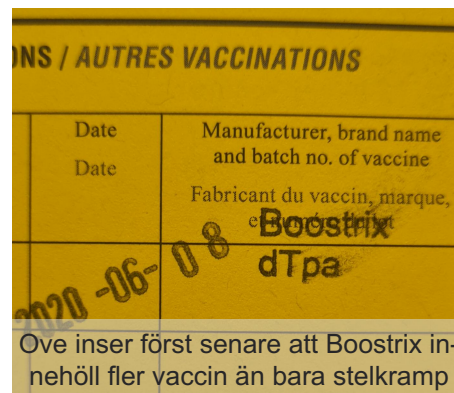 ONS / AUTRES VACCINATIONS
Date
Manufacturer, brand name
and batch no. of vaccine
Date
Fabricant du vaccin, marque,
Boostrix
dTpa
2020 -06- 08
Ove inser först senare att Boostrix in-
nehöll fler vaccin än bara stelkramp